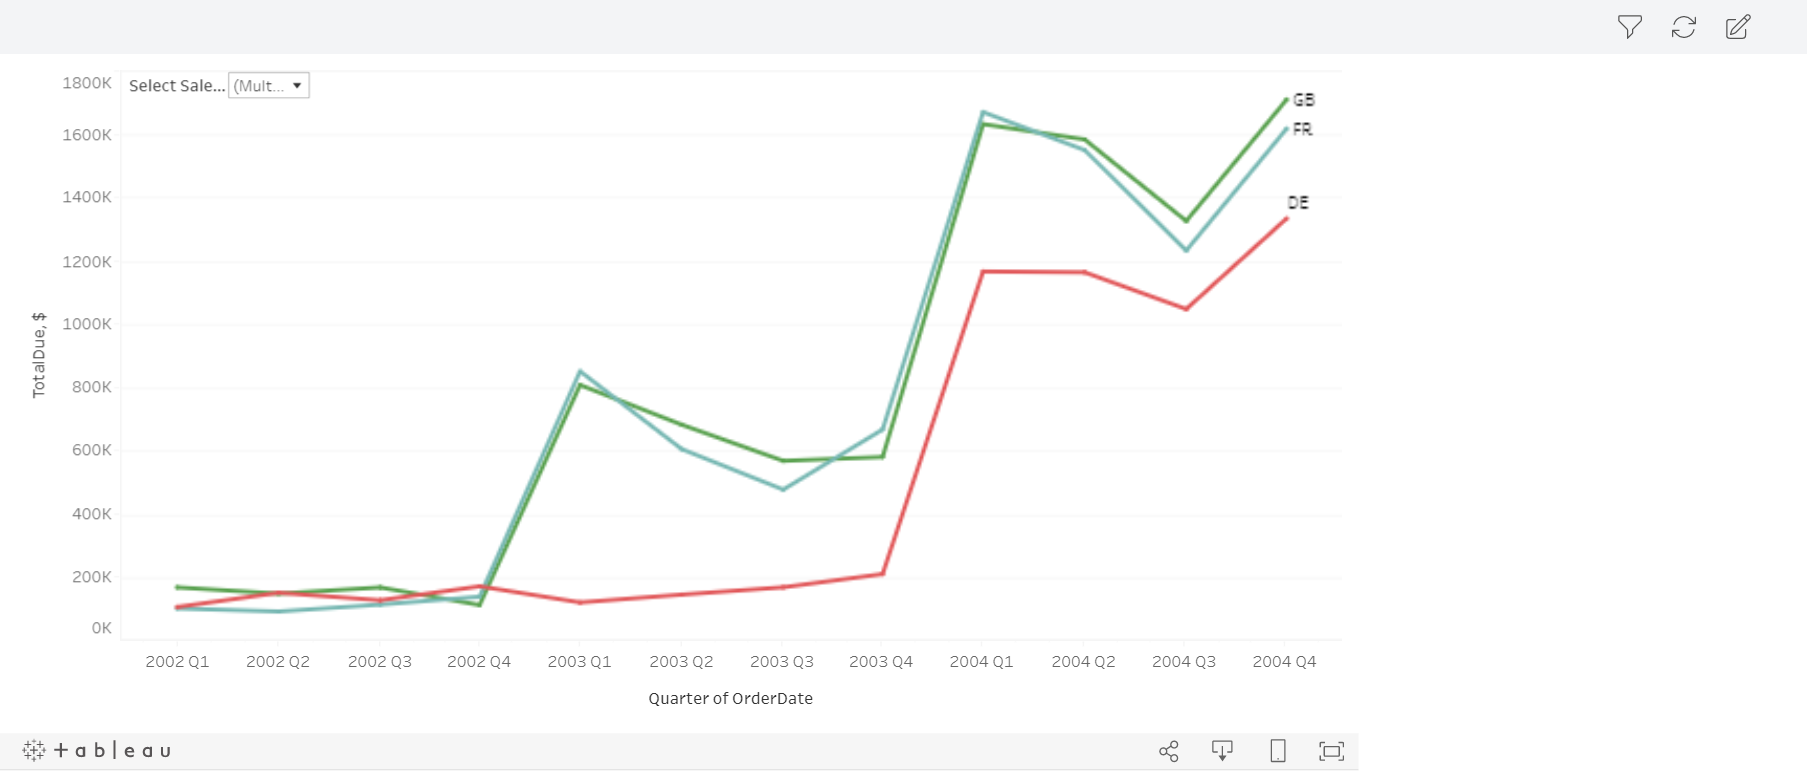 Select Sale... (Mult...
1800K
1600K
1400K
1200K
1000K
800K
600K
400K
200K
0K
TotalDue, $
GB
FR
DE
2002 Q1 2002 Q2 2002 Q3 2002 Q4 2003 Q1 2003 Q2 2003 Q3 2003 Q4 2004 Q1 2004 Q2 2004 Q3 2004 Q4
Quarter of OrderDate
+ableau